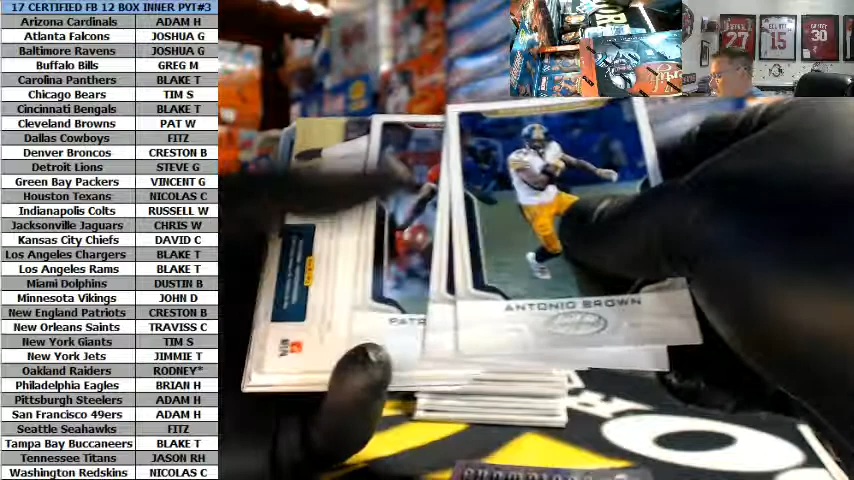 17 CERTIFIED FB 12 BOX INNER PYT#3
Arizona Cardinals ADAM H
Atlanta Falcons JOSHUA G
Baltimore Ravens JOSHUA G
Buffalo Bills GREG M
Carolina Panthers BLAKE T
Chicago Bears TIM S
Cincinnati Bengals BLAKE T
Cleveland Browns PAT W
Dallas Cowboys FITZ
Denver Broncos CRESTON B
Detroit Lions STEVE G
Green Bay Packers VINCENT G
Houston Texans NICOLAS C
Indianapolis Colts RUSSELL W
Jacksonville Jaguars CHRIS W
Kansas City Chiefs DAVID C
Los Angeles Chargers BLAKE T
Los Angeles Rams BLAKE T
Miami Dolphins DUSTIN B
Minnesota Vikings JOHN D
New England Patriots CRESTON B
New Orleans Saints TRAVISS C
New York Giants TIM S
New York Jets JIMMIE T
Oakland Raiders RODNEY*
Philadelphia Eagles BRIAN H
Pittsburgh Steelers ADAM H
San Francisco 49ers ADAM H
Seattle Seahawks FITZ
Tampa Bay Buccaneers BLAKE T
Tennessee Titans JASON RH
Washington Redskins NICOLAS C
27
15
30
ANTONIO BROWN
PATR